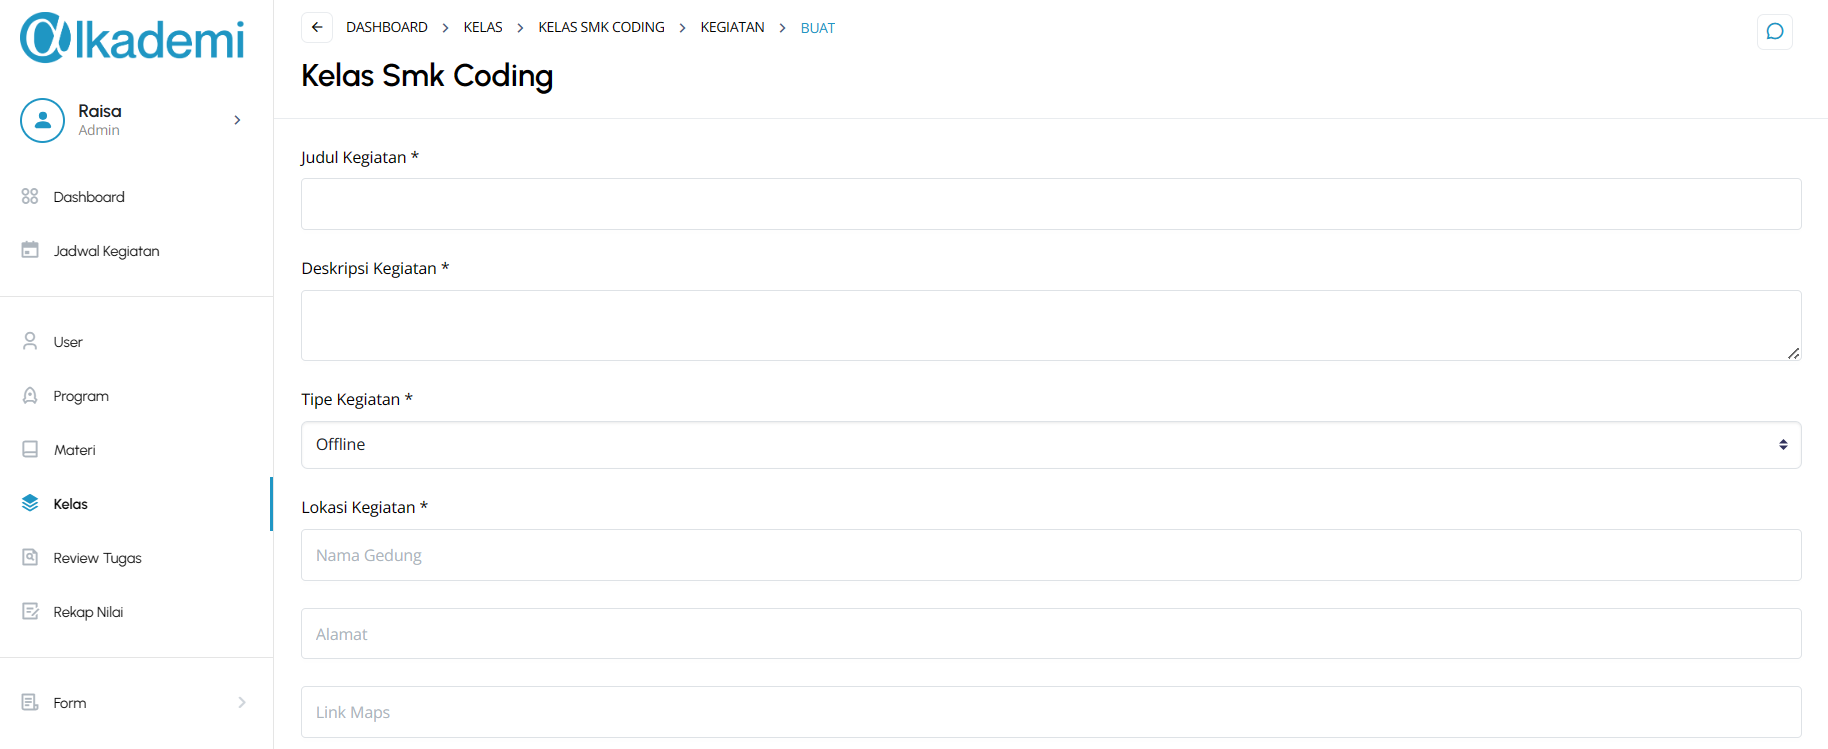 @lkademi
Raisa
Admin
Dashboard
Jadwal Kegiatan
User
Program
Materi
Kelas
Review Tugas
Rekap Nilai
Form
DASHBOARD > KELAS > KELAS SMK CODING > KEGIATAN > BUAT
Kelas Smk Coding
Judul Kegiatan *
Deskripsi Kegiatan *
Tipe Kegiatan *
Offline
Lokasi Kegiatan *
Nama Gedung
Alamat
Link Maps